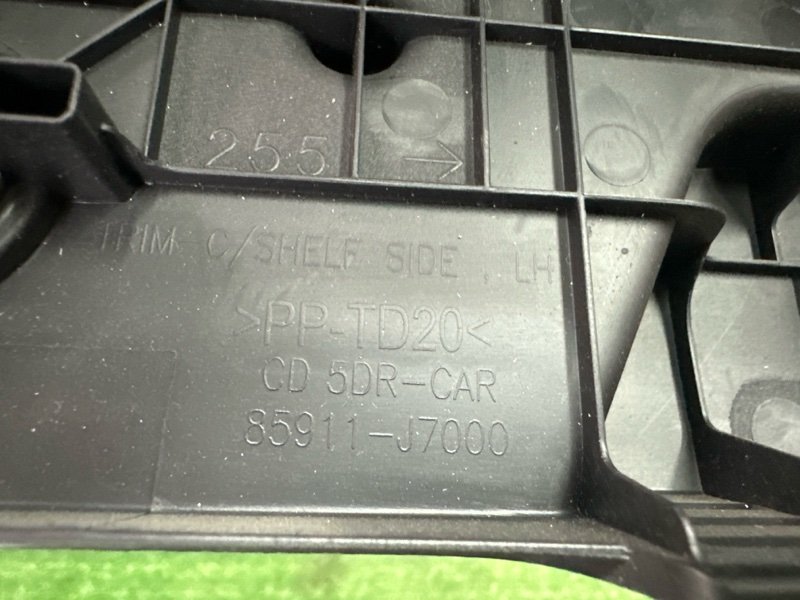 255 →
TRIM C/SHELF SIDE , LH
>PP-TD20<
CD 5DR-CAR
85911-J7000